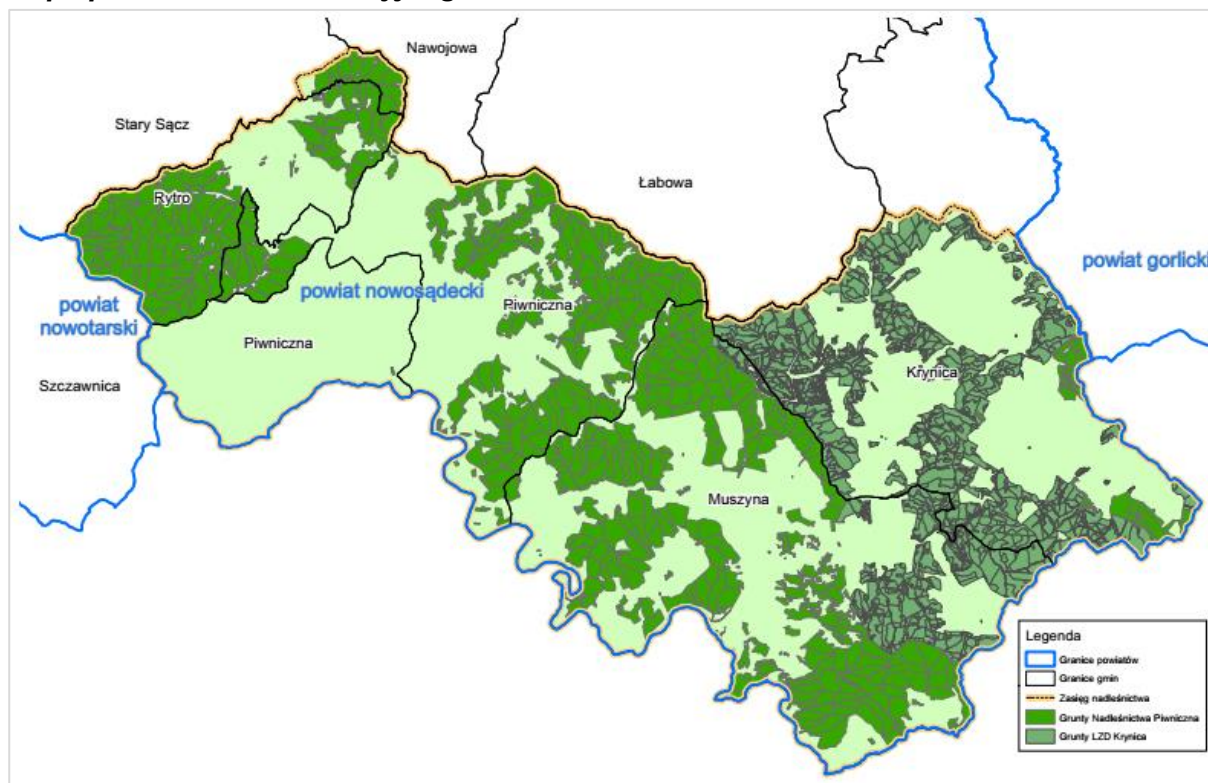 Nawojowa
Stary Sącz
Łabowa
Rytro
powiat gorlicki
powiat nowosądecki
Piwniczna
powiat
nowotarski
Piwniczna
Krynica
Szczawnica
Muszyna
Legenda
Granice powiatów
Granice gmin
Zasięg nadleśnictwa
Grunty Nadleśnictwa Piwniczna
Grunty LZD Krynica